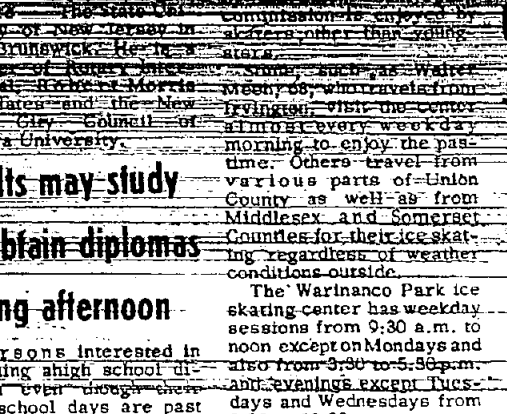 The State
of New Jersey in
Brunswick. He is a
of Rotary Inter-
Robert Morris
and the New
City Council of
University.
lts may study
btain diplomas
ng afternoon
rsons interested in
ing a high school di-
even though their
school days are past
Commission is enjoyed by
skaters other than young-
sters.
Some, such as Walter
68, who travels from
Irvington, visit the center
almost every weekday
morning to enjoy the pas-
time. Others travel from
various parts of Union
County as well as from
Middlesex and Somerset
Counties for their ice skat-
ing regardless of weather
conditions outside.
The Warinanco Park ice
skating center has weekday
sessions from 9:30 a.m. to
noon except on Mondays and
also from 3:30 to 5:30 p.m.
and evenings except Tues-
days and Wednesdays from